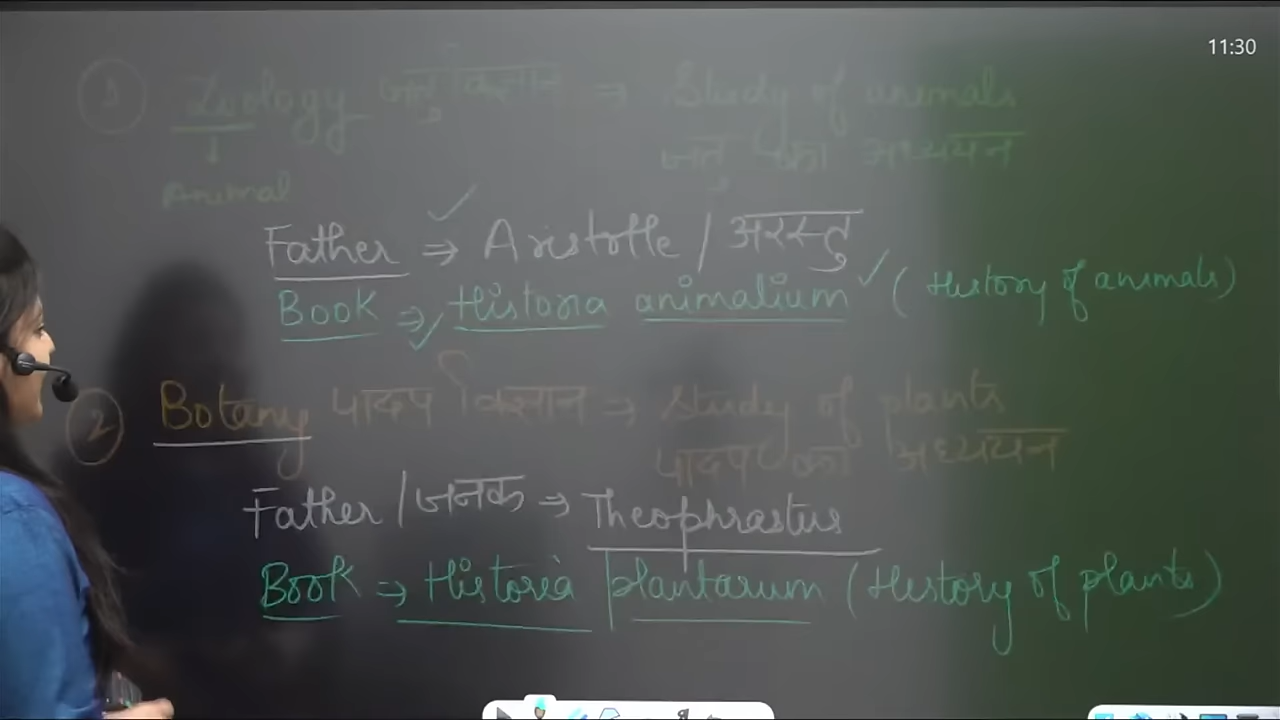 11:30
1 Zoology जन्तु विज्ञान ⇒ Study of animals
जन्तु का अध्ययन
↓
Animal
Father ⇒ Aristotle / अरस्तु
Book ⇒ Historia animalium (History of animals)
2 Botany पादप विज्ञान ⇒ Study of plants
पादप का अध्ययन
Father / जनक ⇒ Theophrastus
Book ⇒ Historia plantarum (History of plants)